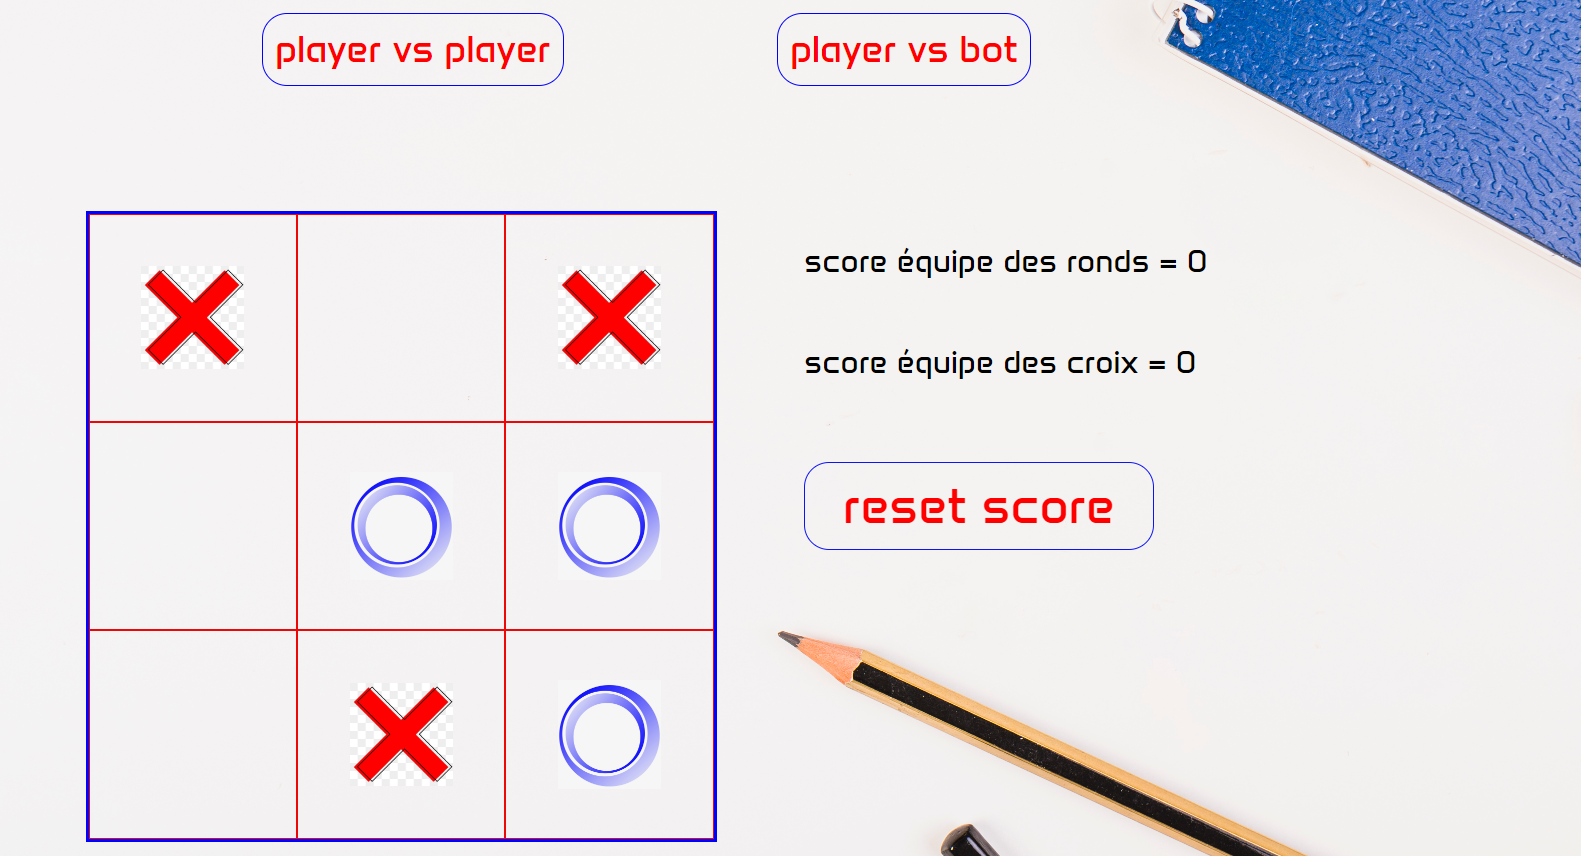 player vs player
player vs bot
score équipe des ronds = 0
score équipe des croix = 0
reset score